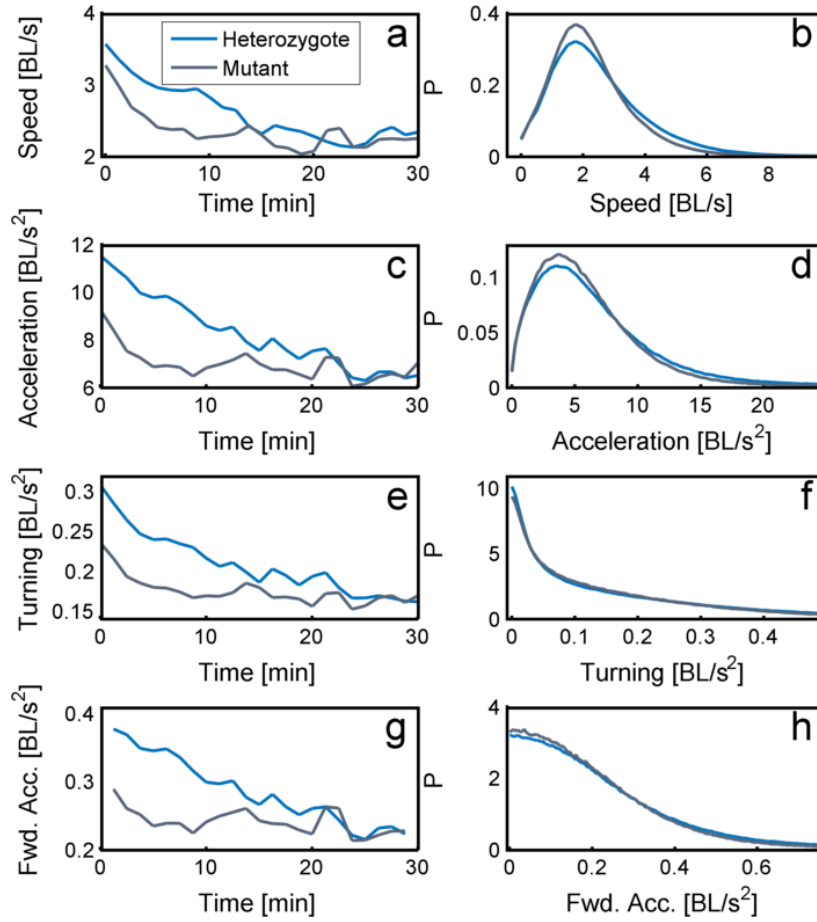 4
3
2
Speed [BL/s]
Heterozygote
Mutant
a
0
10
20
30
Time [min]
0.4
0.2
0
P
b
0
2
4
6
8
Speed [BL/s]
12
10
8
6
Acceleration [BL/s²]
c
0
10
20
30
Time [min]
0.1
0.05
0
P
d
0
5
10
15
20
Acceleration [BL/s²]
0.3
0.25
0.2
0.15
Turning [BL/s²]
e
0
10
20
30
Time [min]
10
5
0
P
f
0
0.1
0.2
0.3
0.4
Turning [BL/s²]
0.4
0.3
0.2
Fwd. Acc. [BL/s²]
g
0
10
20
30
Time [min]
4
2
0
P
h
0
0.2
0.4
0.6
Fwd. Acc. [BL/s²]